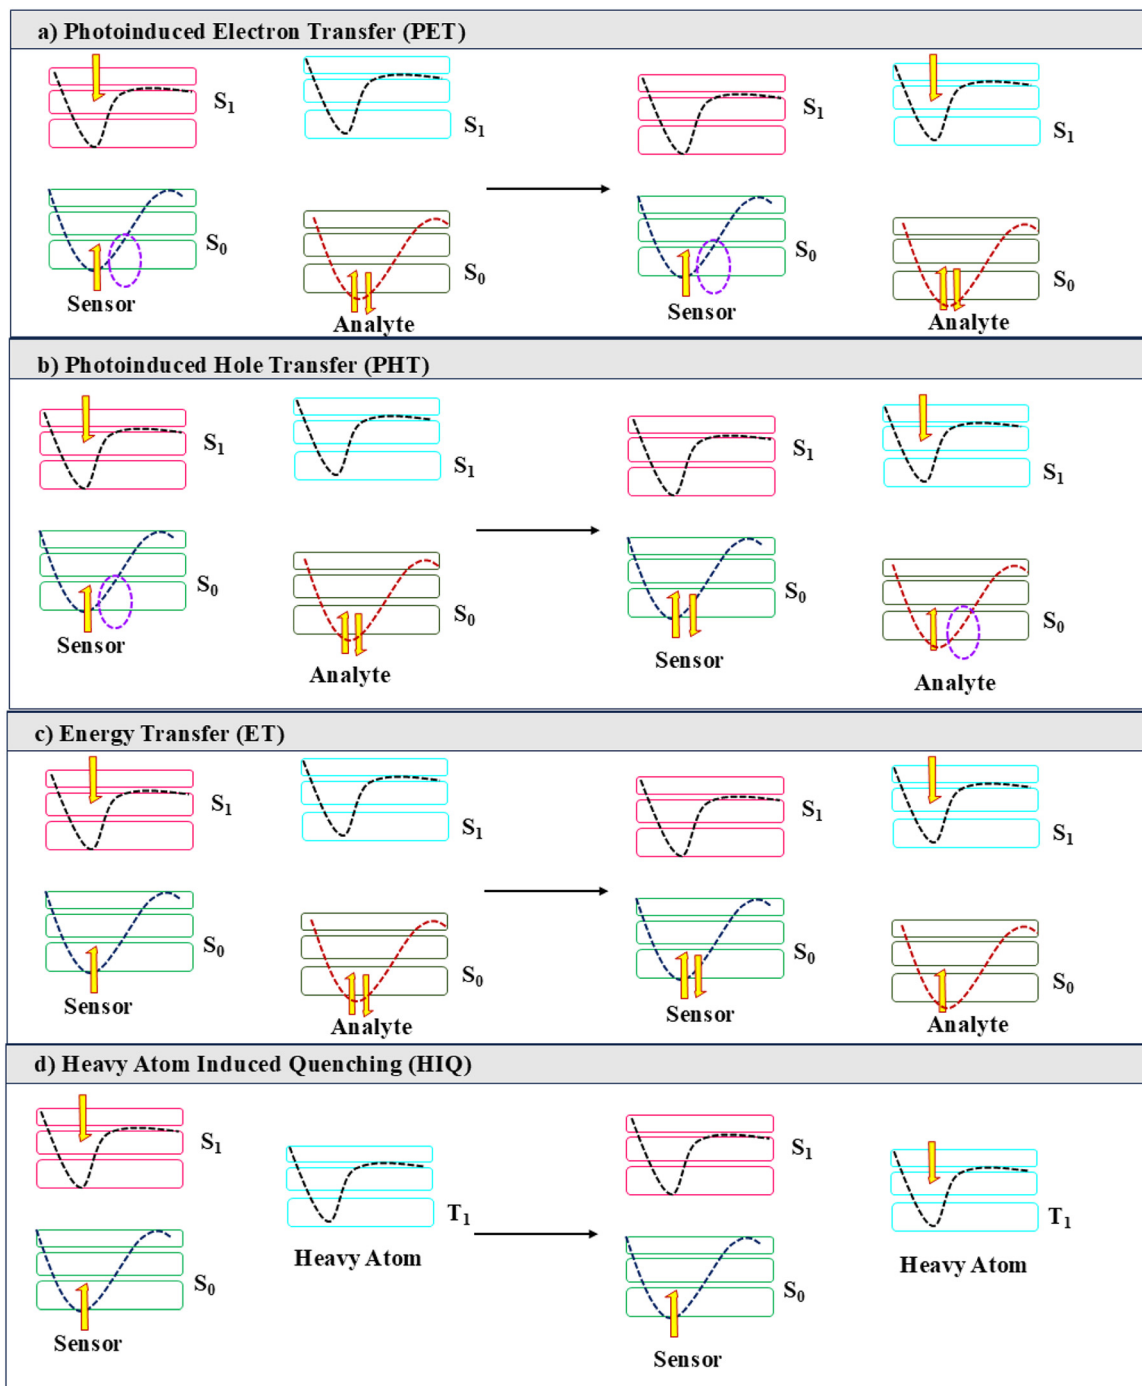 a) Photoinduced Electron Transfer (PET)
S1 S1 S1 S1
S0 S0 S0 S0
Sensor Analyte Sensor Analyte
b) Photoinduced Hole Transfer (PHT)
S1 S1 S1 S1
S0 S0 S0 S0
Sensor Analyte Sensor Analyte
c) Energy Transfer (ET)
S1 S1 S1 S1
S0 S0 S0 S0
Sensor Analyte Sensor Analyte
d) Heavy Atom Induced Quenching (HIQ)
S1 T1 S1 T1
Heavy Atom Heavy Atom
S0 S0
Sensor Sensor